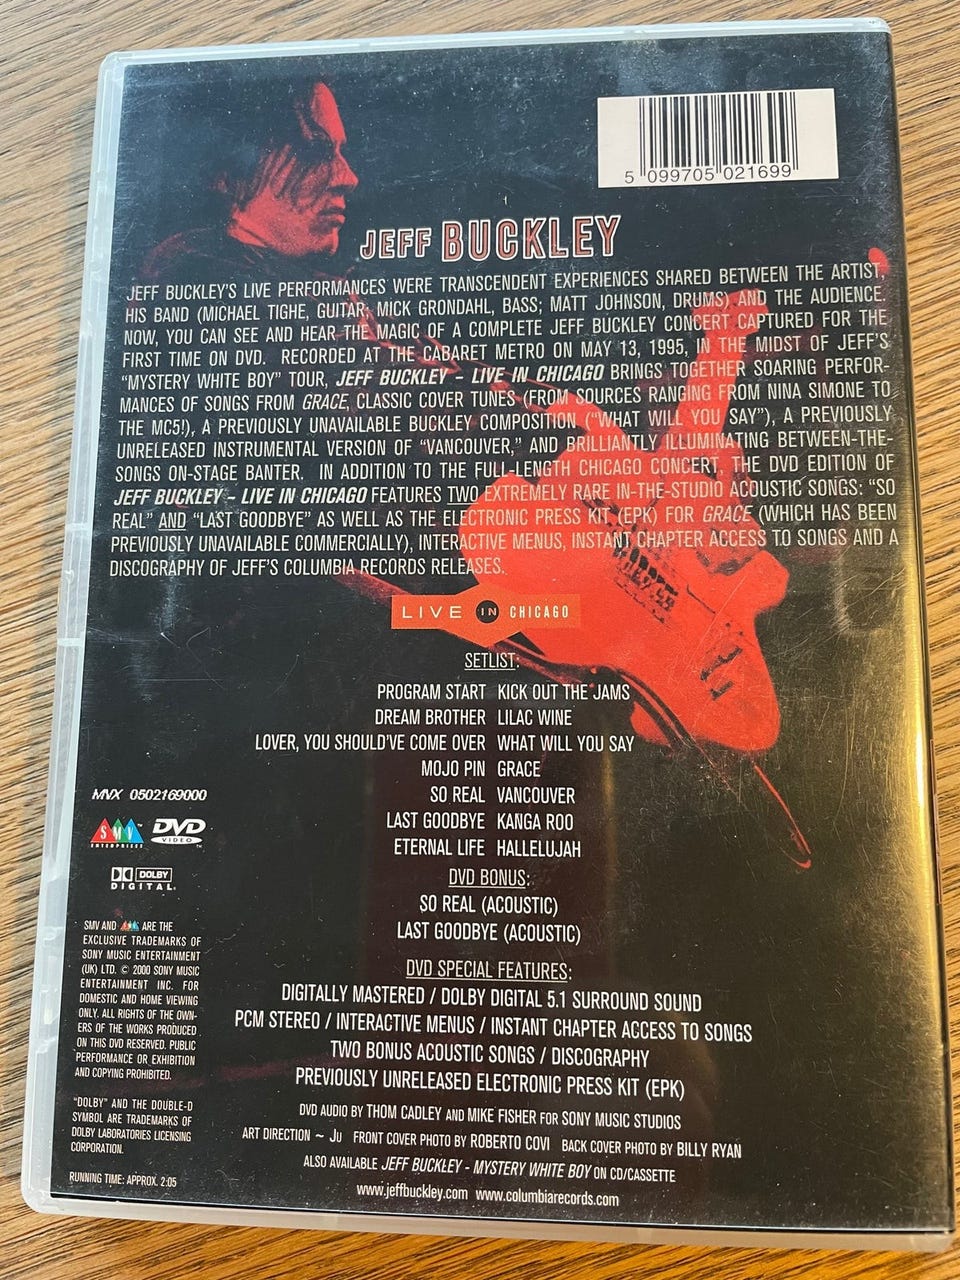 5 099705 021699
JEFF BUCKLEY
JEFF BUCKLEY'S LIVE PERFORMANCES WERE TRANSCENDENT EXPERIENCES SHARED BETWEEN THE ARTIST,
HIS BAND (MICHAEL TIGHE, GUITAR; MICK GRONDAHL, BASS; MATT JOHNSON, DRUMS) AND THE AUDIENCE.
NOW, YOU CAN SEE AND HEAR THE MAGIC OF A COMPLETE JEFF BUCKLEY CONCERT CAPTURED FOR THE
FIRST TIME ON DVD. RECORDED AT THE CABARET METRO ON MAY 13, 1995, IN THE MIDST OF JEFF'S
"MYSTERY WHITE BOY" TOUR, JEFF BUCKLEY – LIVE IN CHICAGO BRINGS TOGETHER SOARING PERFOR-
MANCES OF SONGS FROM GRACE, CLASSIC COVER TUNES (FROM SOURCES RANGING FROM NINA SIMONE TO
THE MC5!), A PREVIOUSLY UNAVAILABLE BUCKLEY COMPOSITION ("WHAT WILL YOU SAY"), A PREVIOUSLY
UNRELEASED INSTRUMENTAL VERSION OF "VANCOUVER," AND BRILLIANTLY ILLUMINATING BETWEEN-THE-
SONGS ON-STAGE BANTER. IN ADDITION TO THE FULL-LENGTH CHICAGO CONCERT, THE DVD EDITION OF
JEFF BUCKLEY – LIVE IN CHICAGO FEATURES TWO EXTREMELY RARE IN-THE-STUDIO ACOUSTIC SONGS: "SO
REAL" AND "LAST GOODBYE" AS WELL AS THE ELECTRONIC PRESS KIT (EPK) FOR GRACE (WHICH HAS BEEN
PREVIOUSLY UNAVAILABLE COMMERCIALLY), INTERACTIVE MENUS, INSTANT CHAPTER ACCESS TO SONGS AND A
DISCOGRAPHY OF JEFF'S COLUMBIA RECORDS RELEASES.
LIVE IN CHICAGO
SETLIST:
PROGRAM START KICK OUT THE JAMS
DREAM BROTHER LILAC WINE
LOVER, YOU SHOULD'VE COME OVER WHAT WILL YOU SAY
MOJO PIN GRACE
SO REAL VANCOUVER
LAST GOODBYE KANGA ROO
ETERNAL LIFE HALLELUJAH
DVD BONUS:
SO REAL (ACOUSTIC)
LAST GOODBYE (ACOUSTIC)
DVD SPECIAL FEATURES:
DIGITALLY MASTERED / DOLBY DIGITAL 5.1 SURROUND SOUND
PCM STEREO / INTERACTIVE MENUS / INSTANT CHAPTER ACCESS TO SONGS
TWO BONUS ACOUSTIC SONGS / DISCOGRAPHY
PREVIOUSLY UNRELEASED ELECTRONIC PRESS KIT (EPK)
DVD AUDIO BY THOM CADLEY AND MIKE FISHER FOR SONY MUSIC STUDIOS
ART DIRECTION ~ JU FRONT COVER PHOTO BY ROBERTO COVI BACK COVER PHOTO BY BILLY RYAN
ALSO AVAILABLE JEFF BUCKLEY - MYSTERY WHITE BOY ON CD/CASSETTE
www.jeffbuckley.com www.columbiarecords.com
MVX 0502169000
SMV ™ DVD
ENTERPRISES VIDEO ™
DOLBY
DIGITAL
SMV AND SMV ARE THE
EXCLUSIVE TRADEMARKS OF
SONY MUSIC ENTERTAINMENT
(UK) LTD. © 2000 SONY MUSIC
ENTERTAINMENT INC. FOR
DOMESTIC AND HOME VIEWING
ONLY. ALL RIGHTS OF THE OWN-
ERS OF THE WORKS PRODUCED
ON THIS DVD RESERVED. PUBLIC
PERFORMANCE OR EXHIBITION
AND COPYING PROHIBITED.
"DOLBY" AND THE DOUBLE-D
SYMBOL ARE TRADEMARKS OF
DOLBY LABORATORIES LICENSING
CORPORATION.
RUNNING TIME: APPROX. 2:05